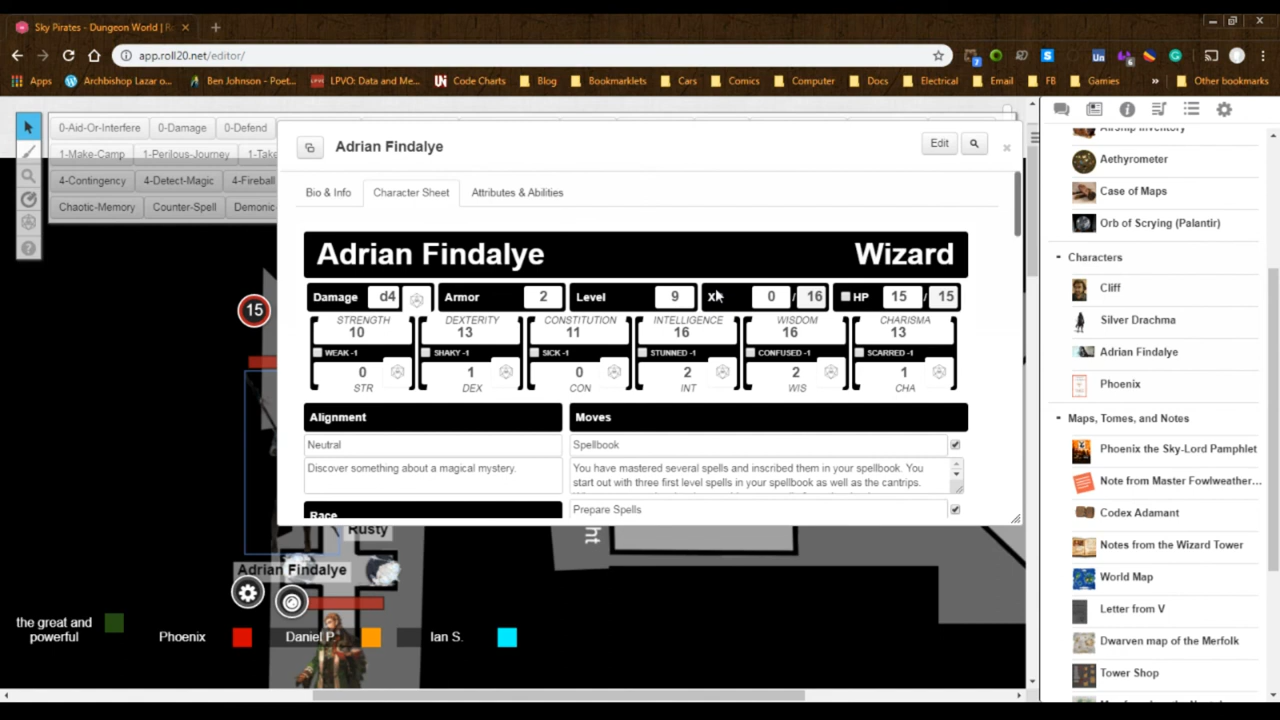 Sky Pirates - Dungeon World | R
app.roll20.net/editor/
Apps
Archbishop Lazar o...
Ben Johnson - Poet...
LPVO: Data and Me...
Code Charts
Blog
Bookmarklets
Cars
Comics
Computer
Docs
Electrical
Email
FB
Games
»
Other bookmarks
0-Aid-Or-Interfere
0-Damage
0-Defend
1-Make-Camp
1-Perilous-Journey
1-Take
4-Contingency
4-Detect-Magic
4-Fireball
Chaotic-Memory
Counter-Spell
Demonic
15
Adrian Findalye
Edit
Bio & Info
Character Sheet
Attributes & Abilities
Adrian Findalye
Wizard
Damage d4
Armor 2
Level 9
XP 0 / 16
HP 15 / 15
STRENGTH
DEXTERITY
CONSTITUTION
INTELLIGENCE
WISDOM
CHARISMA
10
13
11
16
16
13
WEAK -1
SHAKY -1
SICK -1
STUNNED -1
CONFUSED -1
SCARRED -1
0
1
0
2
2
1
STR
DEX
CON
INT
WIS
CHA
Alignment
Moves
Neutral
Spellbook
Discover something about a magical mystery.
You have mastered several spells and inscribed them in your spellbook. You
start out with three first level spells in your spellbook as well as the cantrips.
Race
Prepare Spells
Rusty
ht
Adrian Findalye
the great and
powerful
Phoenix
Daniel P
Ian S.
Airship Inventory
Aethyrometer
Case of Maps
Orb of Scrying (Palantir)
Characters
Cliff
Silver Drachma
Adrian Findalye
Phoenix
Maps, Tomes, and Notes
Phoenix the Sky-Lord Pamphlet
Note from Master Fowlweather...
Codex Adamant
Notes from the Wizard Tower
World Map
Letter from V
Dwarven map of the Merfolk
Tower Shop